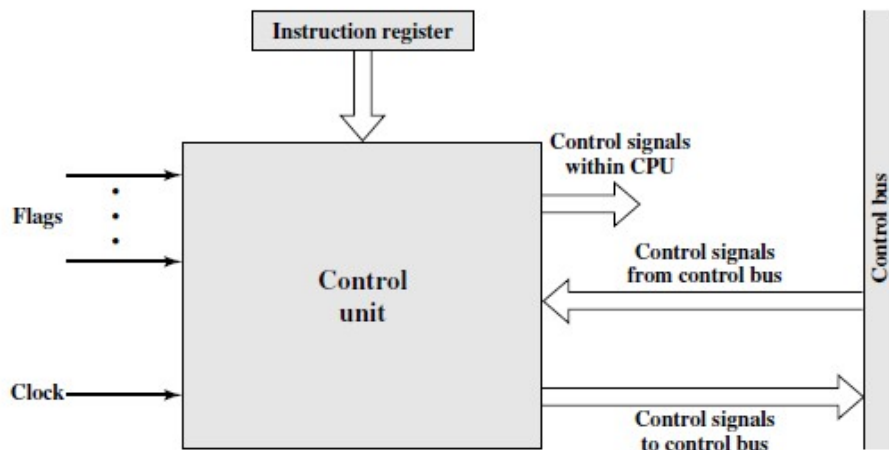 Instruction register
Control signals
within CPU
Flags
Control signals
from control bus
Control
unit
Control bus
Clock
Control signals
to control bus